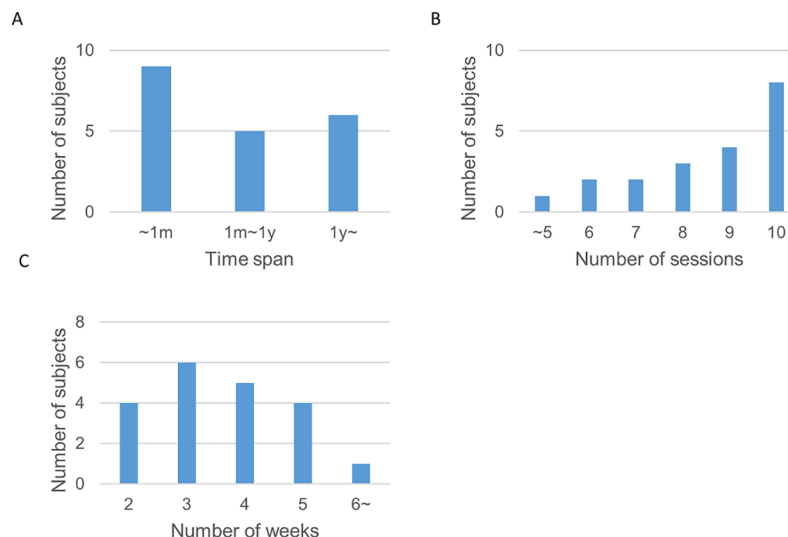 A
10
5
0
Number of subjects
~1m 1m~1y 1y~
Time span
B
10
5
0
Number of subjects
~5 6 7 8 9 10
Number of sessions
C
8
6
4
2
0
Number of subjects
2 3 4 5 6~
Number of weeks